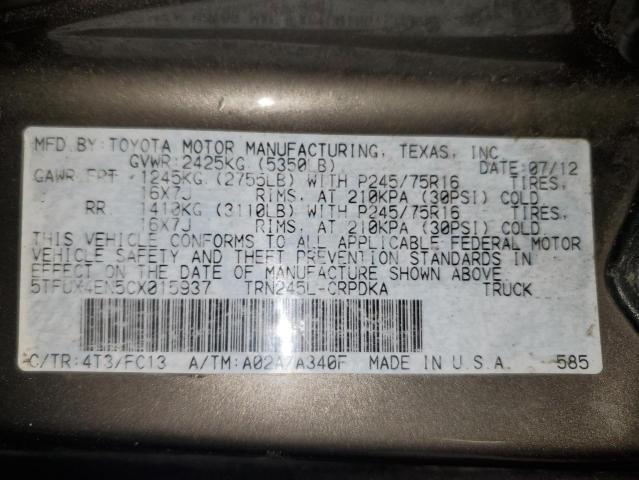 MFD BY: TOYOTA MOTOR MANUFACTURING, TEXAS, INC.
GVWR: 2425KG (5350LB) DATE: 07/12
GAWR FRT 1245KG (2755LB) WITH P245/75R16 TIRES,
16X7J RIMS, AT 210KPA (30PSI) COLD
RR 1410KG (3110LB) WITH P245/75R16 TIRES,
16X7J RIMS, AT 210KPA (30PSI) COLD
THIS VEHICLE CONFORMS TO ALL APPLICABLE FEDERAL MOTOR
VEHICLE SAFETY AND THEFT PREVENTION STANDARDS IN
EFFECT ON THE DATE OF MANUFACTURE SHOWN ABOVE.
5TFUX4EN5CX015937 TRN245L-CRPDKA TRUCK
C/TR: 4T3/FC13 A/TM: A02A/A340F MADE IN U.S.A. 585